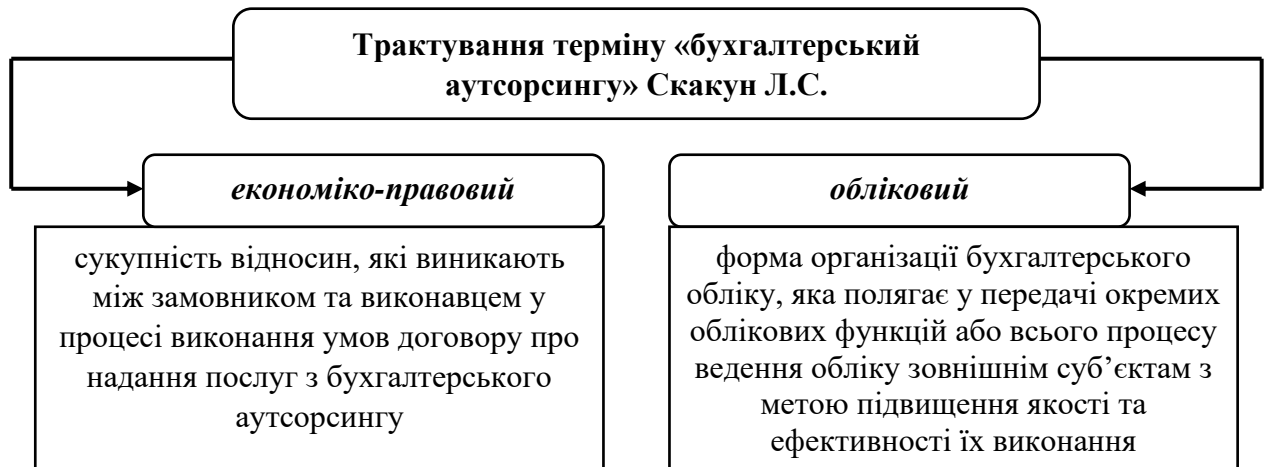 Трактування терміну «бухгалтерський
аутсорсингу» Скакун Л.С.
економіко-правовий
сукупність відносин, які виникають
між замовником та виконавцем у
процесі виконання умов договору про
надання послуг з бухгалтерського
аутсорсингу
обліковий
форма організації бухгалтерського
обліку, яка полягає у передачі окремих
облікових функцій або всього процесу
ведення обліку зовнішнім суб’єктам з
метою підвищення якості та
ефективності їх виконання